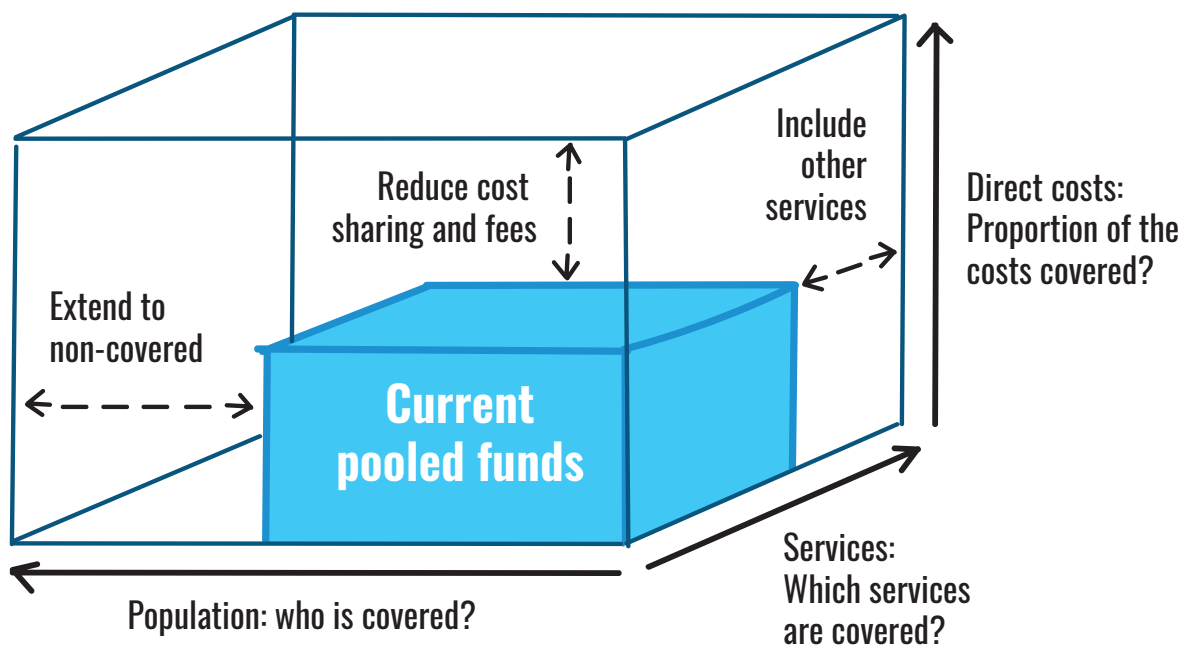 Include
other
services
Reduce cost
sharing and fees
Direct costs:
Proportion of the
costs covered?
Extend to
non-covered
Current
pooled funds
Services:
Which services
are covered?
Population: who is covered?